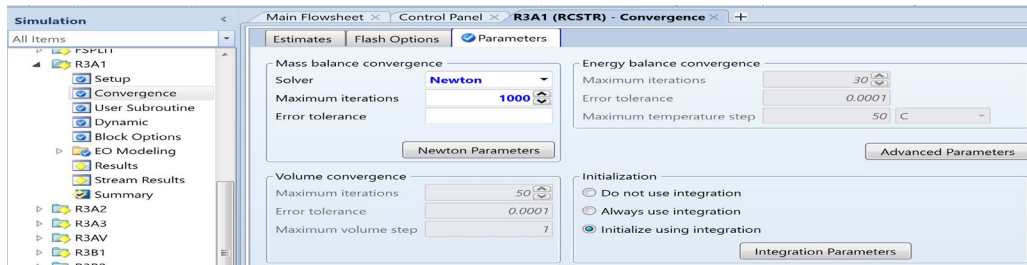 Simulation
All Items
FSPLIT
R3A1
Setup
Convergence
User Subroutine
Dynamic
Block Options
EO Modeling
Results
Stream Results
Summary
R3A2
R3A3
R3AV
R3B1
Main Flowsheet Control Panel R3A1 (RCSTR) - Convergence +
Estimates Flash Options Parameters
Mass balance convergence
Solver Newton
Maximum iterations 1000
Error tolerance
Newton Parameters
Energy balance convergence
Maximum iterations 30
Error tolerance 0.0001
Maximum temperature step 50 C
Advanced Parameters
Volume convergence
Maximum iterations 50
Error tolerance 0.0001
Maximum volume step 1
Initialization
Do not use integration
Always use integration
Initialize using integration
Integration Parameters